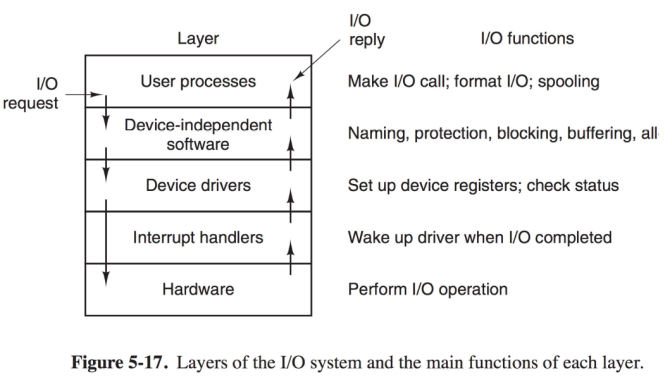 Layer
I/O
reply
I/O functions
I/O
request
User processes
Make I/O call; format I/O; spooling
Device-independent
software
Naming, protection, blocking, buffering, all
Device drivers
Set up device registers; check status
Interrupt handlers
Wake up driver when I/O completed
Hardware
Perform I/O operation
Figure 5-17. Layers of the I/O system and the main functions of each layer.